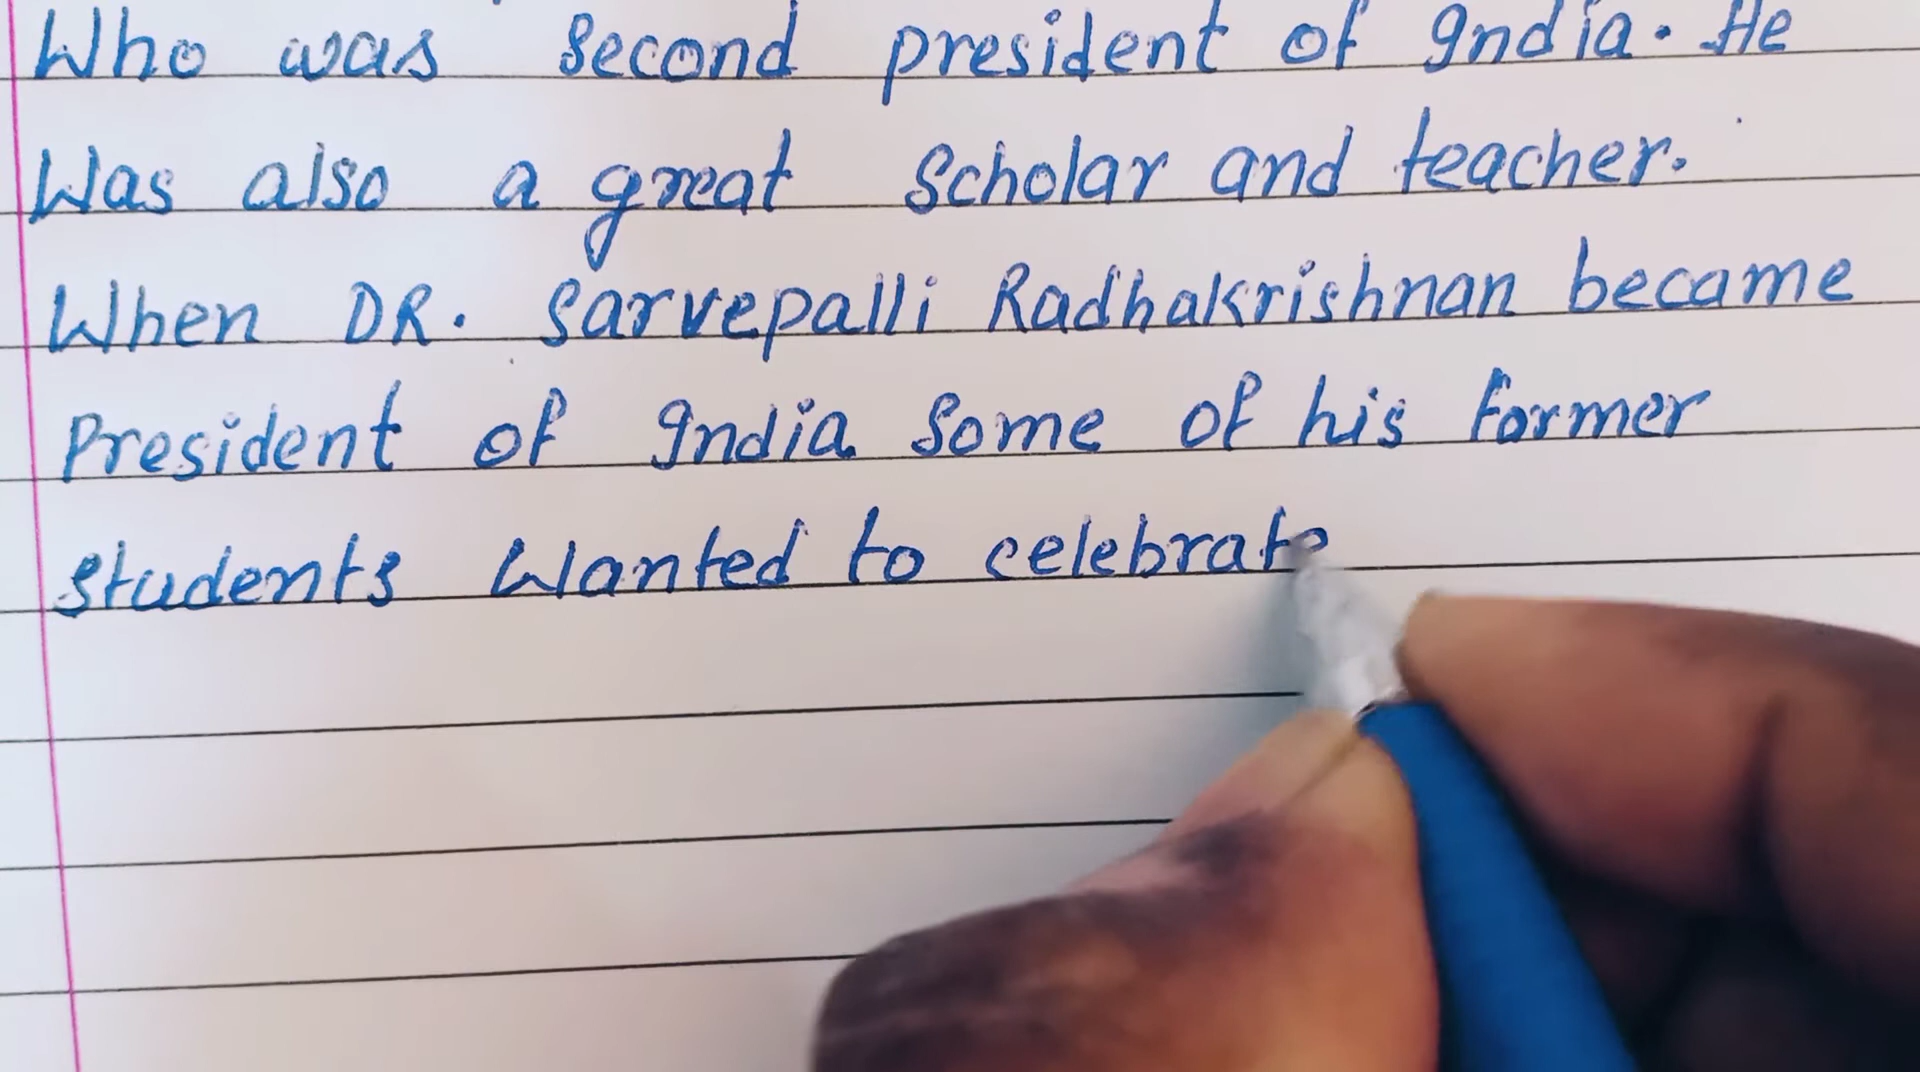 Who was second president of India. He
Was also a great Scholar and teacher.
When DR. Sarvepalli Radhakrishnan became
President of India Some of his former
students Wanted to celebrate